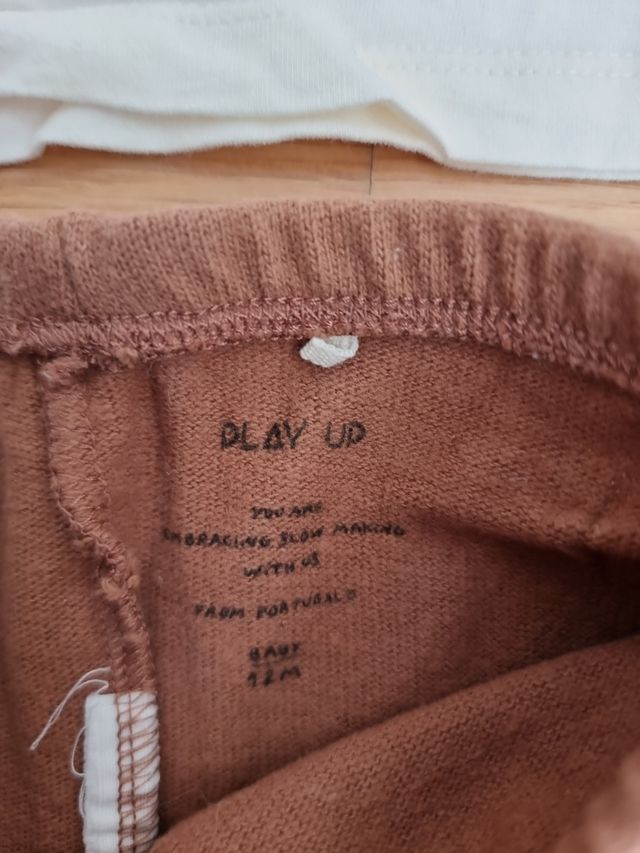 PLAY UP
YOU ARE
EMBRACING SLOW MAKING
WITH US
FROM PORTUGAL
BABY
12M